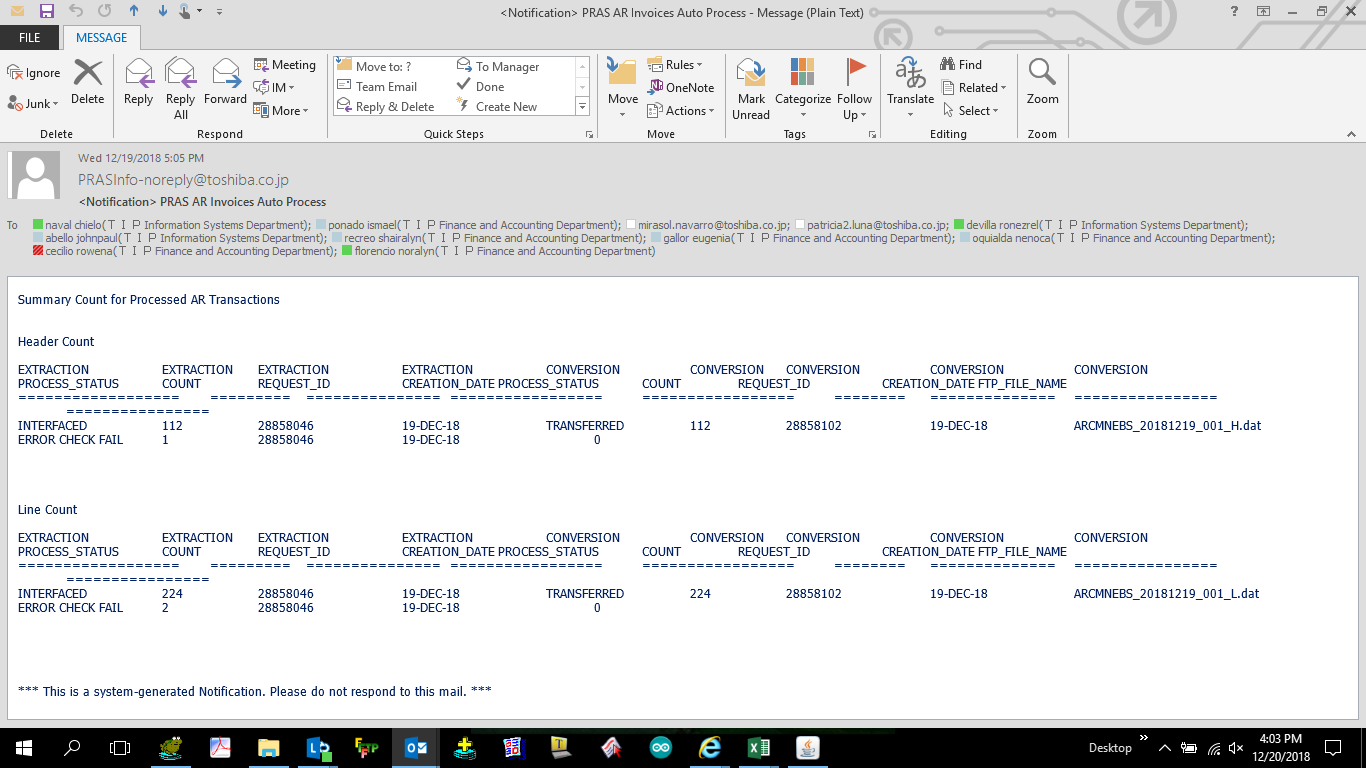 <Notification> PRAS AR Invoices Auto Process - Message (Plain Text)
FILE MESSAGE
Ignore
Junk
Delete
Reply
Reply All
Forward
Meeting
IM
More
Move to: ?
Team Email
Reply & Delete
To Manager
Done
Create New
Move
Rules
OneNote
Actions
Mark Unread
Categorize
Follow Up
Translate
Find
Related
Select
Zoom
Delete Respond Quick Steps Move Tags Editing Zoom
Wed 12/19/2018 5:05 PM
PRASInfo-noreply@toshiba.co.jp
<Notification> PRAS AR Invoices Auto Process
To naval chielo(ＴＩＰ Information Systems Department); ponado ismael(ＴＩＰ Finance and Accounting Department); mirasol.navarro@toshiba.co.jp; patricia2.luna@toshiba.co.jp; devilla ronezrel(ＴＩＰ Information Systems Department);
abello johnpaul(ＴＩＰ Information Systems Department); recreo shairalyn(ＴＩＰ Finance and Accounting Department); gallor eugenia(ＴＩＰ Finance and Accounting Department); oquialda nenoca(ＴＩＰ Finance and Accounting Department);
cecilio rowena(ＴＩＰ Finance and Accounting Department); florencio noralyn(ＴＩＰ Finance and Accounting Department)
Summary Count for Processed AR Transactions
Header Count
EXTRACTION EXTRACTION EXTRACTION EXTRACTION CONVERSION CONVERSION CONVERSION CONVERSION CONVERSION
PROCESS_STATUS COUNT REQUEST_ID CREATION_DATE PROCESS_STATUS COUNT REQUEST_ID CREATION_DATE FTP_FILE_NAME
================== ========= =============== ================= ================= ======== ============== ================
================
INTERFACED 112 28858046 19-DEC-18 TRANSFERRED 112 28858102 19-DEC-18 ARCMNEBS_20181219_001_H.dat
ERROR CHECK FAIL 1 28858046 19-DEC-18 0
Line Count
EXTRACTION EXTRACTION EXTRACTION EXTRACTION CONVERSION CONVERSION CONVERSION CONVERSION CONVERSION
PROCESS_STATUS COUNT REQUEST_ID CREATION_DATE PROCESS_STATUS COUNT REQUEST_ID CREATION_DATE FTP_FILE_NAME
================== ========= =============== ================= ================= ======== ============== ================
================
INTERFACED 224 28858046 19-DEC-18 TRANSFERRED 224 28858102 19-DEC-18 ARCMNEBS_20181219_001_L.dat
ERROR CHECK FAIL 2 28858046 19-DEC-18 0
*** This is a system-generated Notification. Please do not respond to this mail. ***
Desktop
4:03 PM
12/20/2018